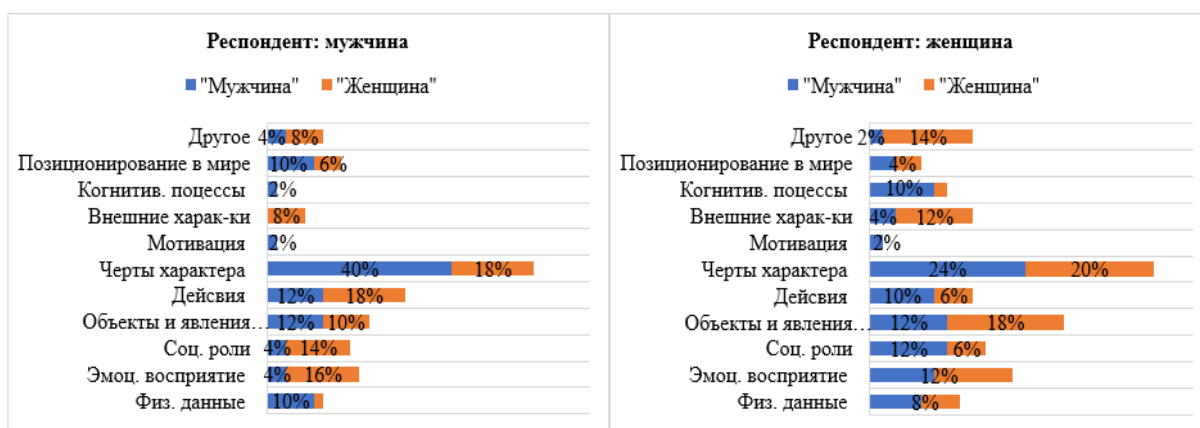 Респондент: мужчина
"Мужчина" "Женщина"
Другое 4% 8%
Позиционирование в мире 10% 6%
Когнитив. поцессы 2%
Внешние харак-ки 8%
Мотивация 2%
Черты характера 40% 18%
Дейсвия 12% 18%
Объекты и явления... 12% 10%
Соц. роли 4% 14%
Эмоц. восприятие 4% 16%
Физ. данные 10%
Респондент: женщина
"Мужчина" "Женщина"
Другое 2% 14%
Позиционирование в мире 4%
Когнитив. поцессы 10%
Внешние харак-ки 4% 12%
Мотивация 2%
Черты характера 24% 20%
Дейсвия 10% 6%
Объекты и явления... 12% 18%
Соц. роли 12% 6%
Эмоц. восприятие 12%
Физ. данные 8%